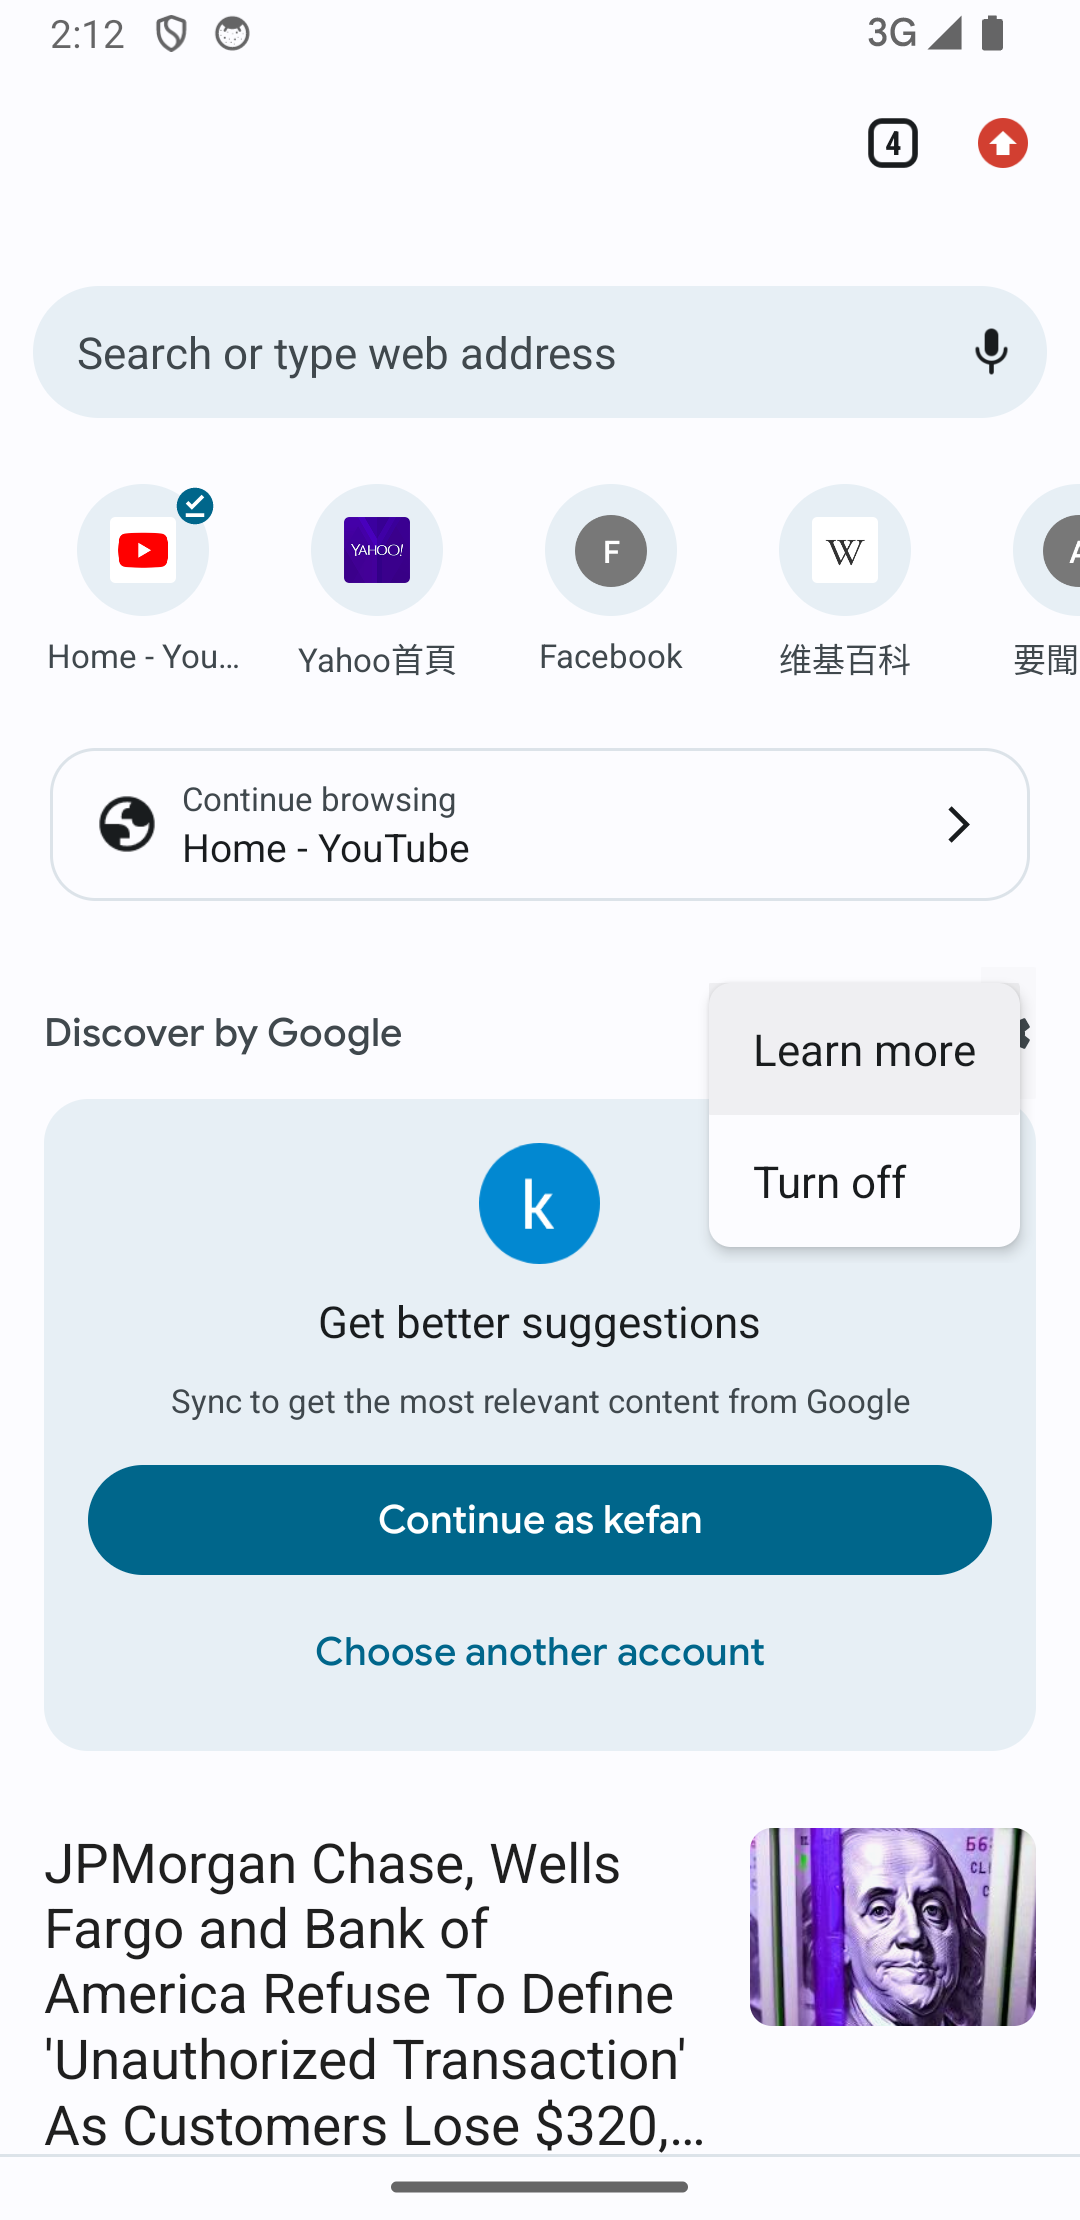 2:12
3G
4
Search or type web address
YAHOO!
F
W
Home - You...
Yahoo首頁
Facebook
维基百科
要聞
Continue browsing
Home - YouTube
Discover by Google
Learn more
Turn off
k
Get better suggestions
Sync to get the most relevant content from Google
Continue as kefan
Choose another account
JPMorgan Chase, Wells
Fargo and Bank of
America Refuse To Define
'Unauthorized Transaction'
As Customers Lose $320,...